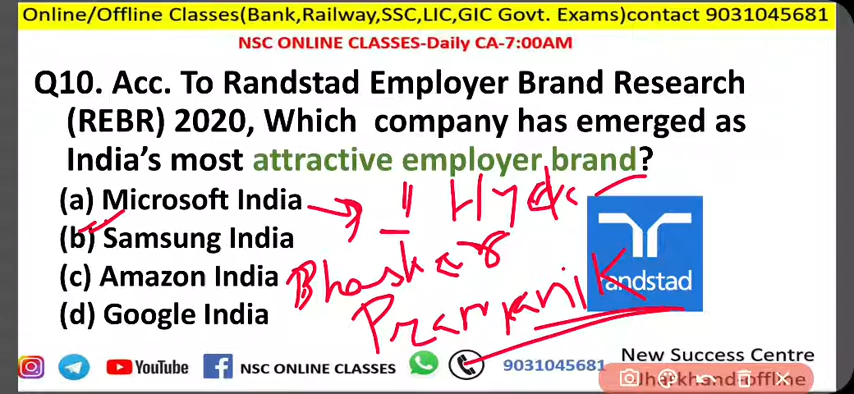 Online/Offline Classes(Bank,Railway,SSC,LIC,GIC Govt. Exams)contact 9031045681
NSC ONLINE CLASSES-Daily CA-7:00AM
Q10. Acc. To Randstad Employer Brand Research
(REBR) 2020, Which company has emerged as
India's most attractive employer brand?
(a) Microsoft India
(b) Samsung India
(c) Amazon India
(d) Google India
Bhaskar
Pramanik
randstad
YouTube
NSC ONLINE CLASSES
9031045681
New Success Centre
Jharkhand-offline